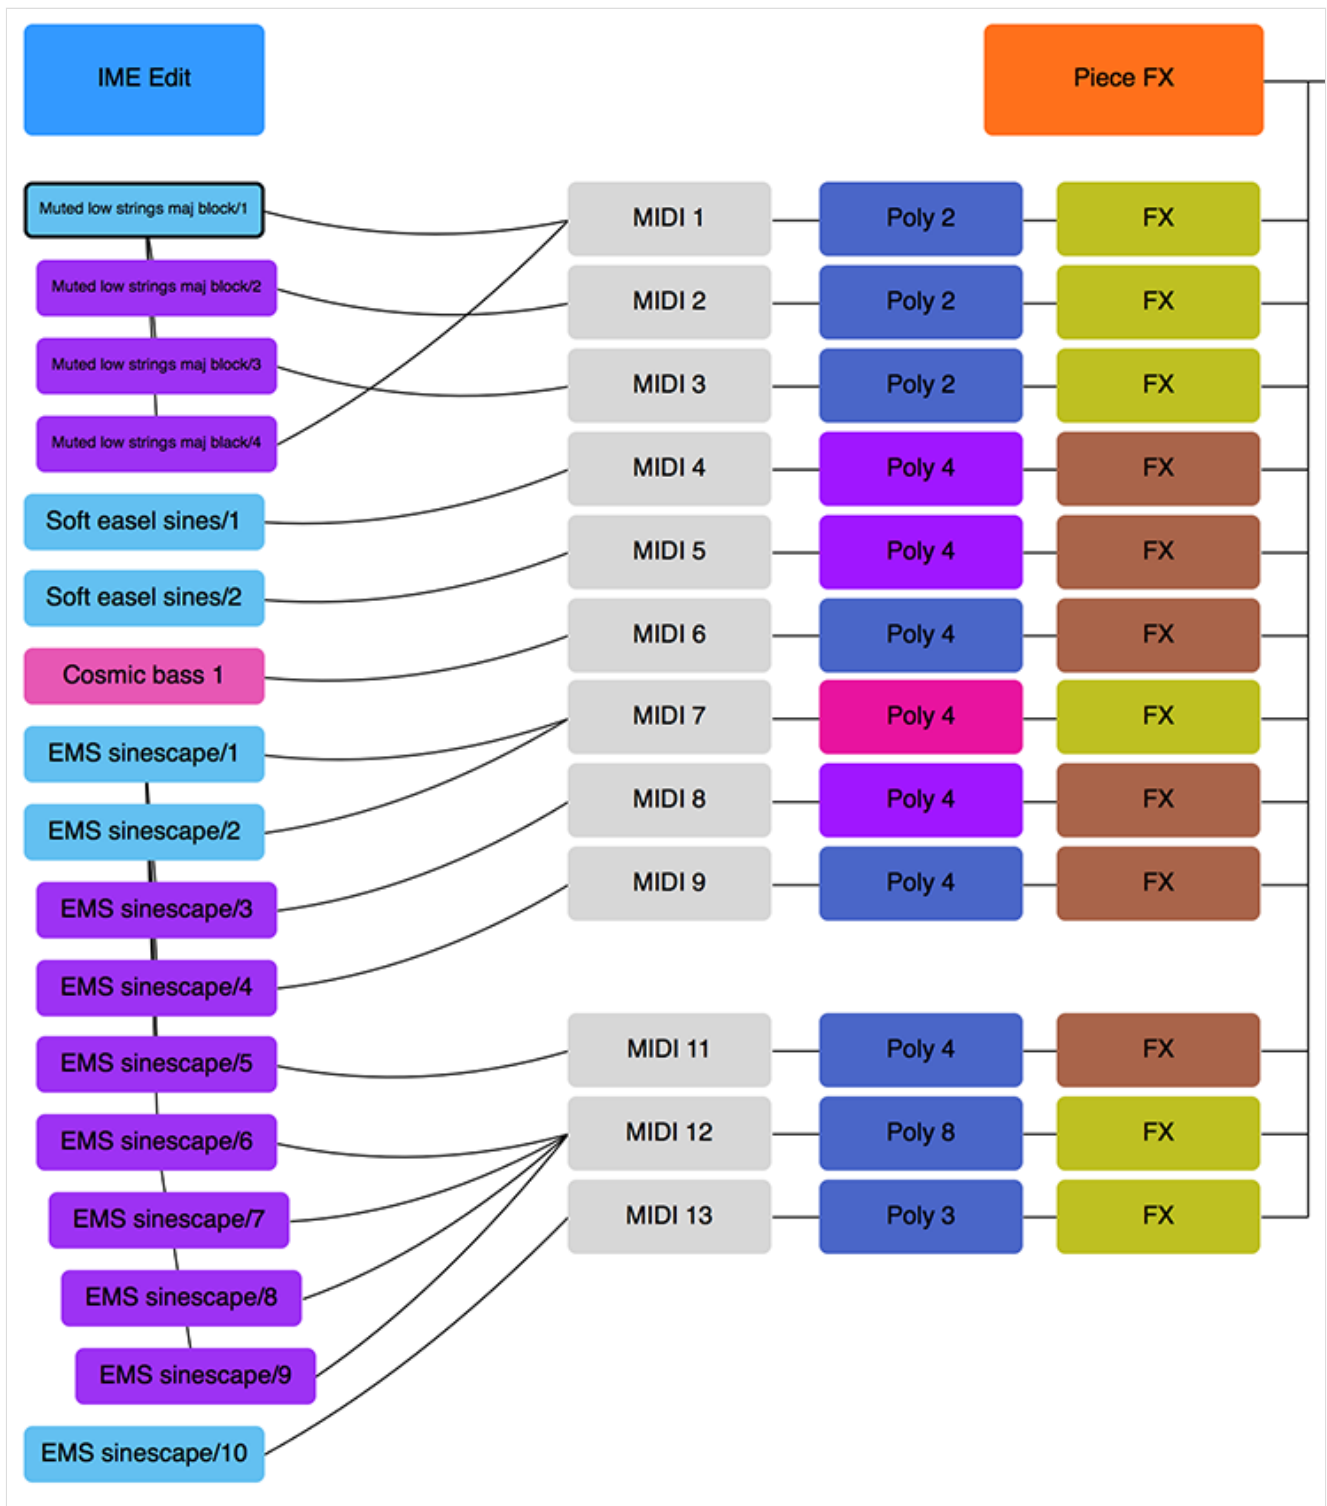 IME Edit
Piece FX
Muted low strings maj block/1
MIDI 1
Poly 2
FX
Muted low strings maj block/2
MIDI 2
Poly 2
FX
Muted low strings maj block/3
MIDI 3
Poly 2
FX
Muted low strings maj black/4
MIDI 4
Poly 4
FX
Soft easel sines/1
MIDI 5
Poly 4
FX
Soft easel sines/2
MIDI 6
Poly 4
FX
Cosmic bass 1
MIDI 7
Poly 4
FX
EMS sinescape/1
MIDI 8
Poly 4
FX
EMS sinescape/2
MIDI 9
Poly 4
FX
EMS sinescape/3
EMS sinescape/4
EMS sinescape/5
MIDI 11
Poly 4
FX
EMS sinescape/6
MIDI 12
Poly 8
FX
EMS sinescape/7
MIDI 13
Poly 3
FX
EMS sinescape/8
EMS sinescape/9
EMS sinescape/10